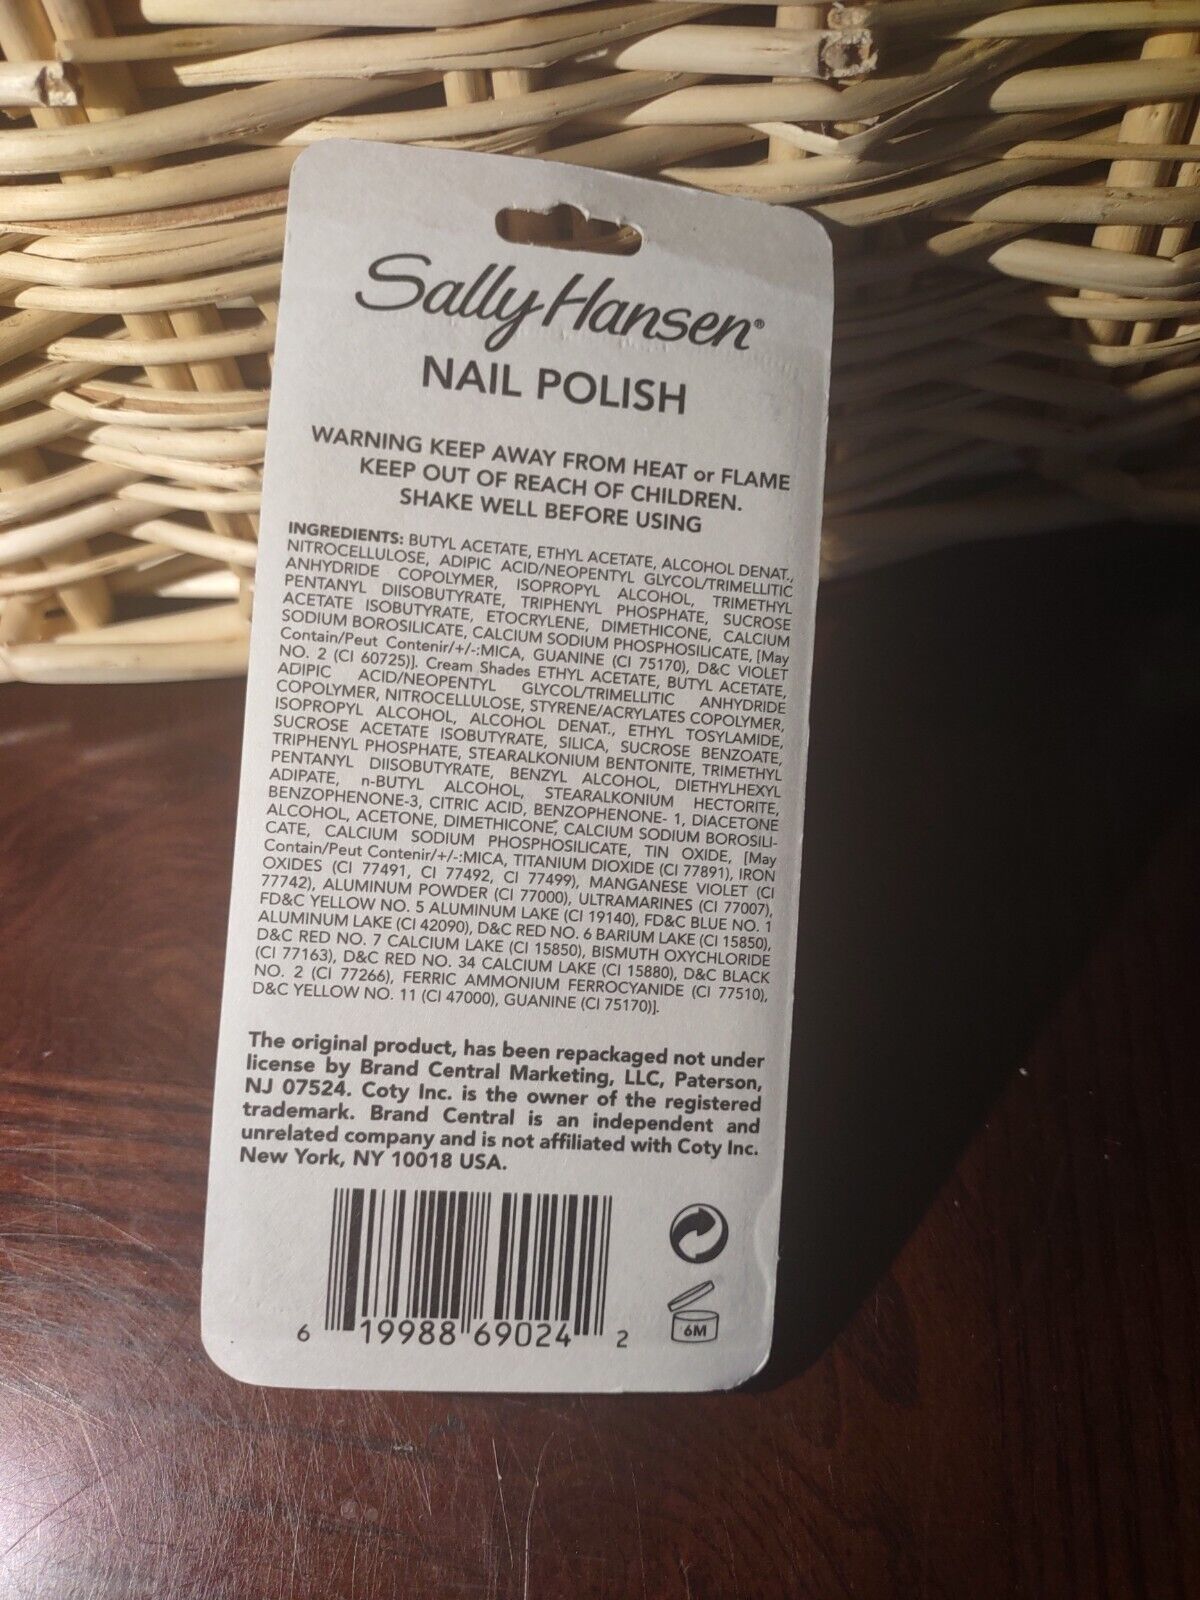 Sally Hansen®
NAIL POLISH
WARNING KEEP AWAY FROM HEAT or FLAME
KEEP OUT OF REACH OF CHILDREN.
SHAKE WELL BEFORE USING
INGREDIENTS: BUTYL ACETATE, ETHYL ACETATE, ALCOHOL DENAT.,
NITROCELLULOSE, ADIPIC ACID/NEOPENTYL GLYCOL/TRIMELLITIC
ANHYDRIDE COPOLYMER, ISOPROPYL ALCOHOL, TRIMETHYL
PENTANYL DIISOBUTYRATE, TRIPHENYL PHOSPHATE, SUCROSE
ACETATE ISOBUTYRATE, ETOCRYLENE, DIMETHICONE, CALCIUM
SODIUM BOROSILICATE, CALCIUM SODIUM PHOSPHOSILICATE, [May
Contain/Peut Contenir/+/-:MICA, GUANINE (CI 75170), D&C VIOLET
NO. 2 (CI 60725)]. Cream Shades ETHYL ACETATE, BUTYL ACETATE,
ADIPIC ACID/NEOPENTYL GLYCOL/TRIMELLITIC ANHYDRIDE
COPOLYMER, NITROCELLULOSE, STYRENE/ACRYLATES COPOLYMER,
ISOPROPYL ALCOHOL, ALCOHOL DENAT., ETHYL TOSYLAMIDE,
SUCROSE ACETATE ISOBUTYRATE, SILICA, SUCROSE BENZOATE,
TRIPHENYL PHOSPHATE, STEARALKONIUM BENTONITE, TRIMETHYL
PENTANYL DIISOBUTYRATE, BENZYL ALCOHOL, DIETHYLHEXYL
ADIPATE, n-BUTYL ALCOHOL, STEARALKONIUM HECTORITE,
BENZOPHENONE-3, CITRIC ACID, BENZOPHENONE- 1, DIACETONE
ALCOHOL, ACETONE, DIMETHICONE, CALCIUM SODIUM BOROSILI-
CATE, CALCIUM SODIUM PHOSPHOSILICATE, TIN OXIDE, [May
Contain/Peut Contenir/+/-:MICA, TITANIUM DIOXIDE (CI 77891), IRON
OXIDES (CI 77491, CI 77492, CI 77499), MANGANESE VIOLET (CI
77742), ALUMINUM POWDER (CI 77000), ULTRAMARINES (CI 77007),
FD&C YELLOW NO. 5 ALUMINUM LAKE (CI 19140), FD&C BLUE NO. 1
ALUMINUM LAKE (CI 42090), D&C RED NO. 6 BARIUM LAKE (CI 15850),
D&C RED NO. 7 CALCIUM LAKE (CI 15850), BISMUTH OXYCHLORIDE
(CI 77163), D&C RED NO. 34 CALCIUM LAKE (CI 15880), D&C BLACK
NO. 2 (CI 77266), FERRIC AMMONIUM FERROCYANIDE (CI 77510),
D&C YELLOW NO. 11 (CI 47000), GUANINE (CI 75170)].
The original product, has been repackaged not under
license by Brand Central Marketing, LLC, Paterson,
NJ 07524. Coty Inc. is the owner of the registered
trademark. Brand Central is an independent and
unrelated company and is not affiliated with Coty Inc.
New York, NY 10018 USA.
6 19988 69024 2
6M